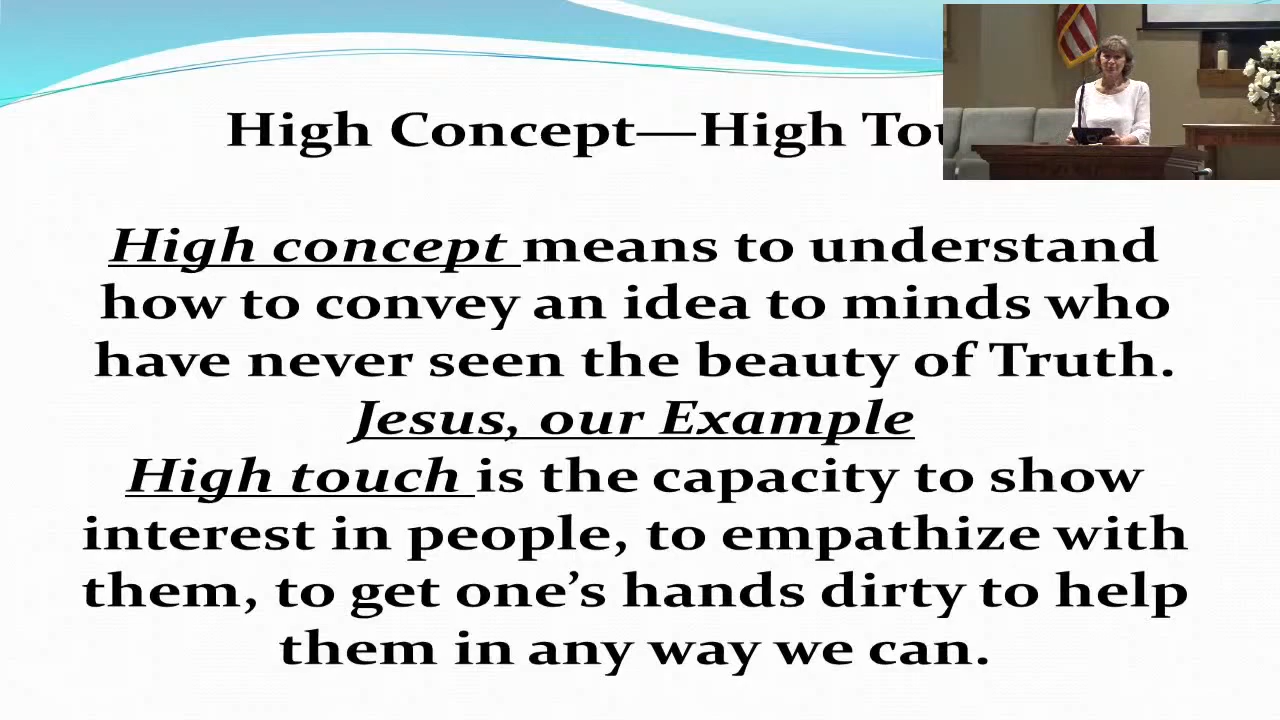 High Concept—High
High concept means to understand
how to convey an idea to minds who
have never seen the beauty of Truth.
Jesus, our Example
High touch is the capacity to show
interest in people, to empathize with
them, to get one’s hands dirty to help
them in any way we can.